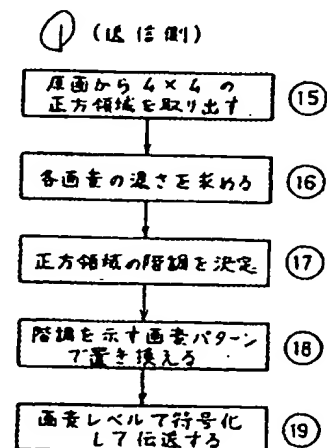 ① (送信側)
原画から4×4の
正方領域を取り出す
⑮
各画素の濃さを求める
⑯
正方領域の階調を決定
⑰
階調を示す画素パターン
で置き換える
⑱
画素レベルで符号化
して伝送する
⑲